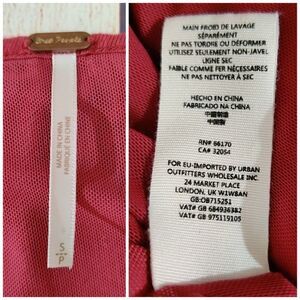 Free People
MADE IN CHINA
FABRIQUÉ EN CHINE
S
P
MAIN FROID DE LAVAGE
SÉPARÉMENT
NE PAS TORDRE OU DÉFORMER
UTILISEZ SEULEMENT NON-JAVEL
LIGNE SEC
FAIBLE COMME FER NÉCESSAIRES
NE PAS NETTOYER À SEC
HECHO EN CHINA
FABRICADO NA CHINA
中國製造
中国制造
RN# 66170
CA# 32054
FOR EU-IMPORTED BY URBAN
OUTFITTERS WHOLESALE INC.
24 MARKET PLACE
LONDON, UK W1W8AN
GB:OB715251
VAT# GB 684936382
VAT# GB 975119105